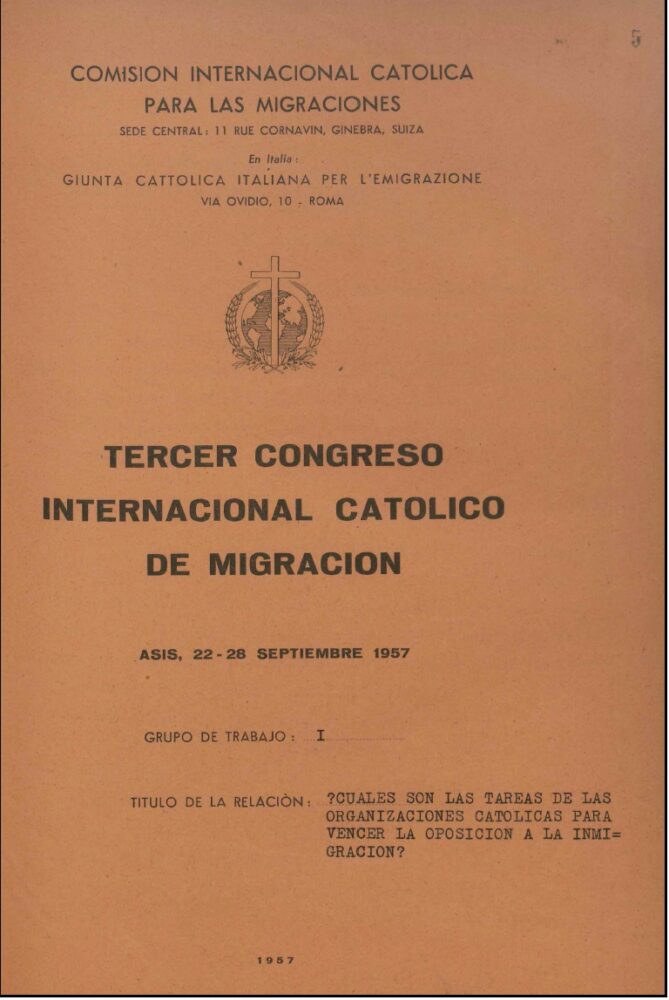 5
COMISION INTERNACIONAL CATOLICA
PARA LAS MIGRACIONES
SEDE CENTRAL: 11 RUE CORNAVIN, GINEBRA, SUIZA
En Italia:
GIUNTA CATTOLICA ITALIANA PER L'EMIGRAZIONE
VIA OVIDIO, 10 - ROMA
TERCER CONGRESO
INTERNACIONAL CATOLICO
DE MIGRACION
ASIS, 22-28 SEPTIEMBRE 1957
GRUPO DE TRABAJO: I
TITULO DE LA RELACIÒN: ?CUALES SON LAS TAREAS DE LAS
ORGANIZACIONES CATOLICAS PARA
VENCER LA OPOSICION A LA INMI=
GRACION?
1957